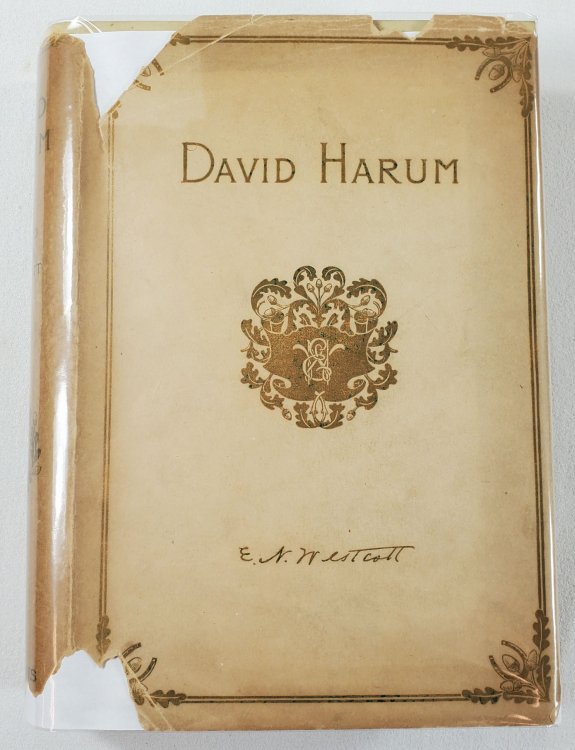 David Harum
E. N. Westcott